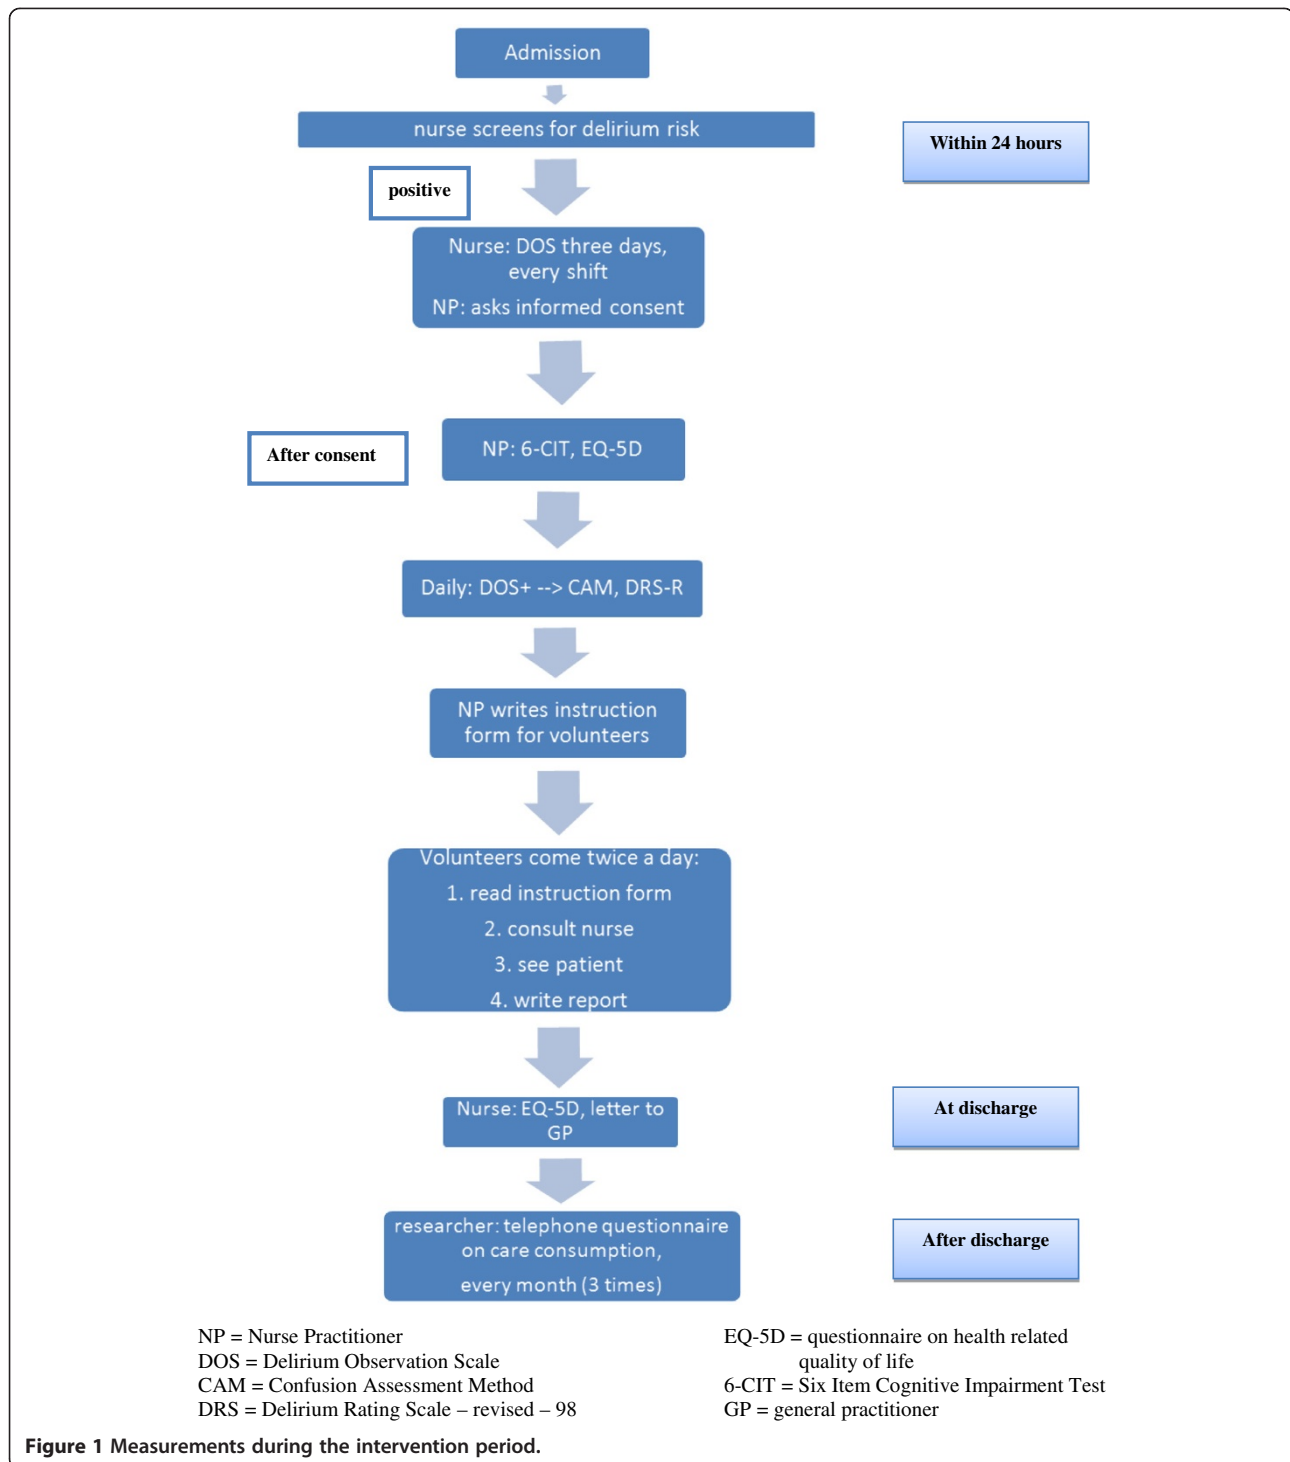 Admission
nurse screens for delirium risk
Within 24 hours
positive
Nurse: DOS three days,
every shift
NP: asks informed consent
After consent
NP: 6-CIT, EQ-5D
Daily: DOS+ --> CAM, DRS-R
NP writes instruction
form for volunteers
Volunteers come twice a day:
1. read instruction form
2. consult nurse
3. see patient
4. write report
Nurse: EQ-5D, letter to
GP
At discharge
researcher: telephone questionnaire
on care consumption,
every month (3 times)
After discharge
NP = Nurse Practitioner
DOS = Delirium Observation Scale
CAM = Confusion Assessment Method
DRS = Delirium Rating Scale – revised – 98
EQ-5D = questionnaire on health related
quality of life
6-CIT = Six Item Cognitive Impairment Test
GP = general practitioner
Figure 1 Measurements during the intervention period.